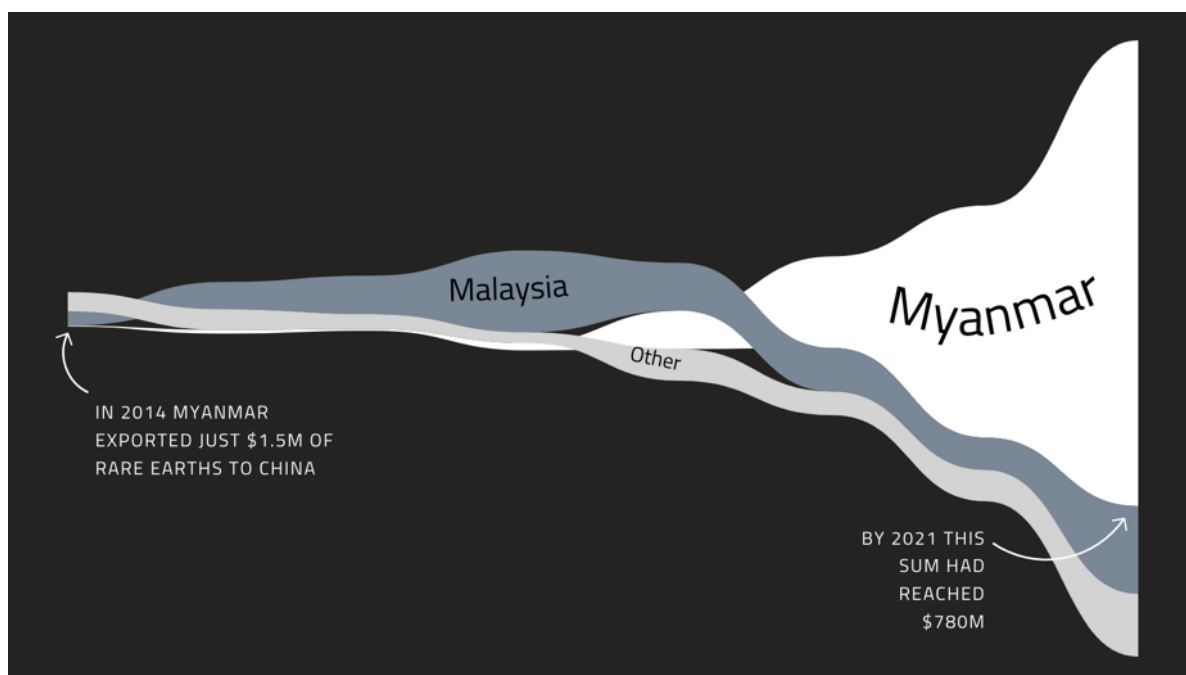 Malaysia
Myanmar
Other
IN 2014 MYANMAR
EXPORTED JUST $1.5M OF
RARE EARTHS TO CHINA
BY 2021 THIS
SUM HAD
REACHED
$780M